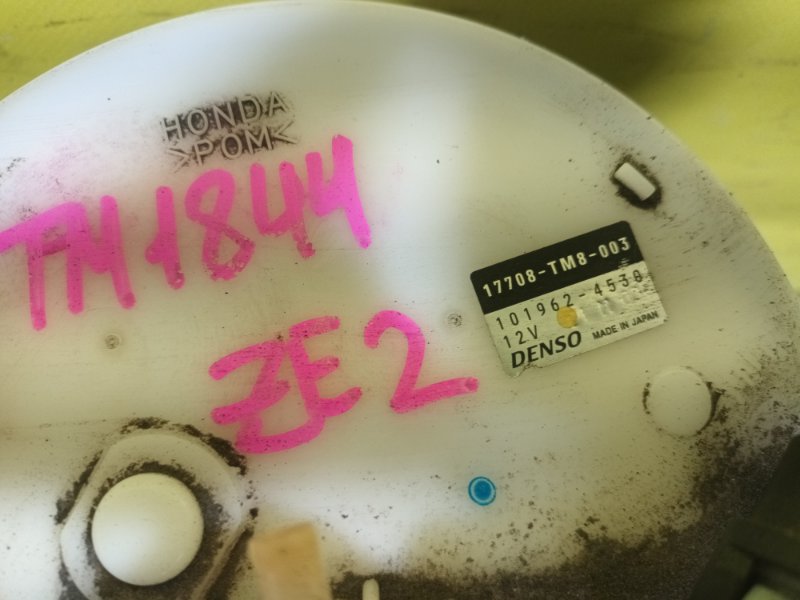 HONDA
>POM<
TM1844
ZE2
17708-TM8-003
101962-4530
12V
DENSO MADE IN JAPAN